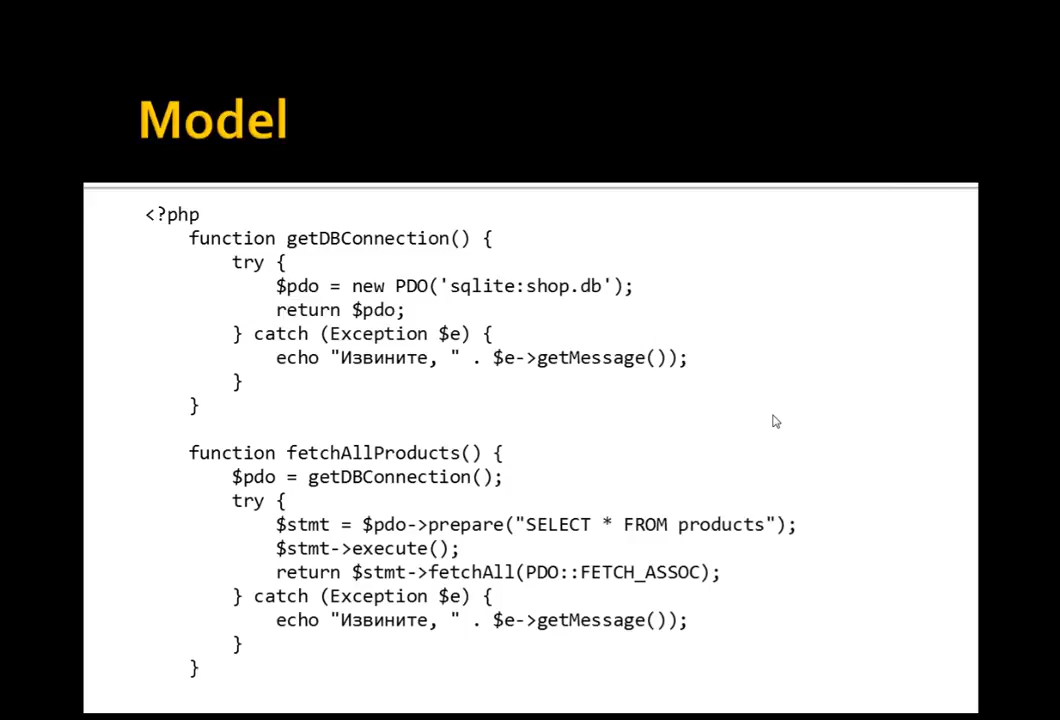 Model
<?php
function getDBConnection() {
try {
$pdo = new PDO('sqlite:shop.db');
return $pdo;
} catch (Exception $e) {
echo "Извините, " . $e->getMessage());
}
}
function fetchAllProducts() {
$pdo = getDBConnection();
try {
$stmt = $pdo->prepare("SELECT * FROM products");
$stmt->execute();
return $stmt->fetchAll(PDO::FETCH_ASSOC);
} catch (Exception $e) {
echo "Извините, " . $e->getMessage());
}
}